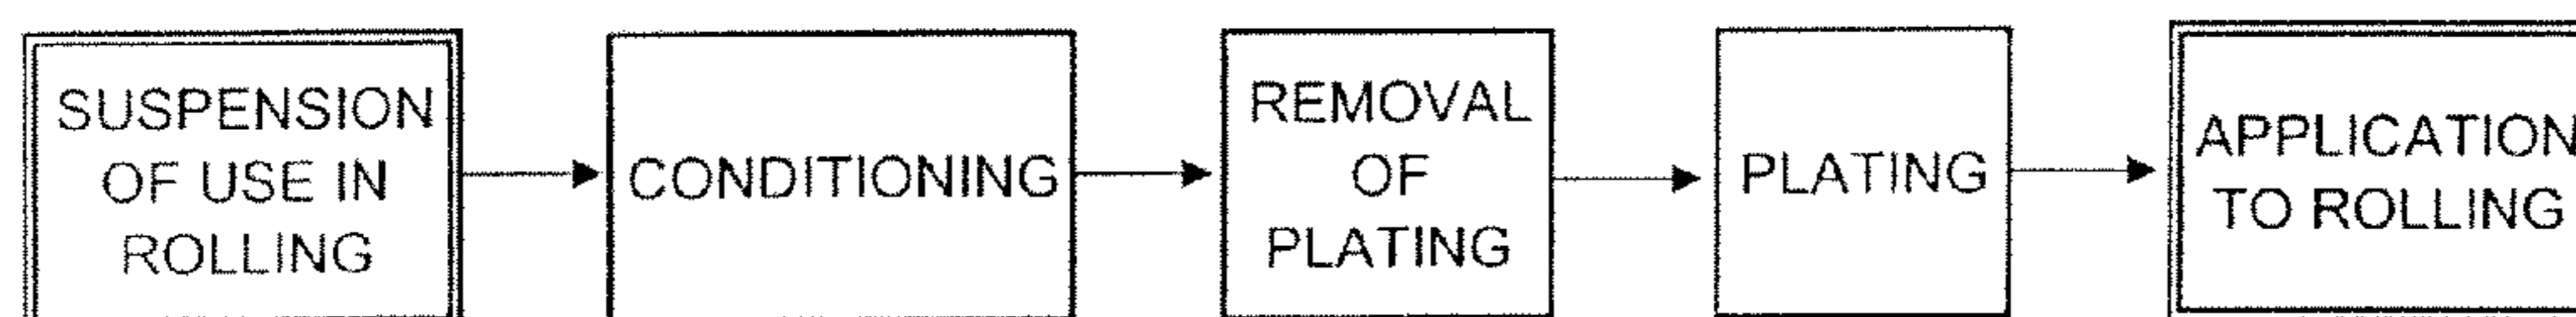 SUSPENSION
OF USE IN
ROLLING
CONDITIONING
REMOVAL
OF
PLATING
PLATING
APPLICATION
TO ROLLING